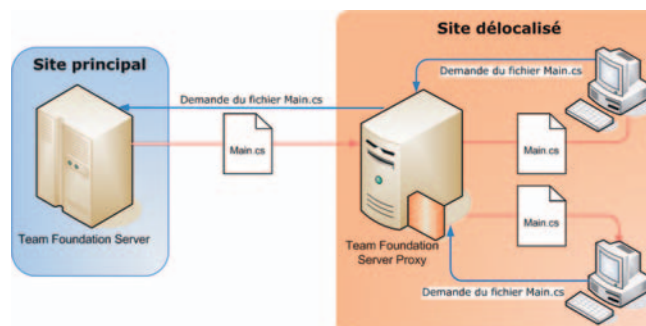 Site délocalisé
Site principal
Demande du fichier Main.cs
Demande du fichier Main.cs
Main.cs
Main.cs
Team Foundation Server
Team Foundation
Server Proxy
Main.cs
Demande du fichier Main.cs